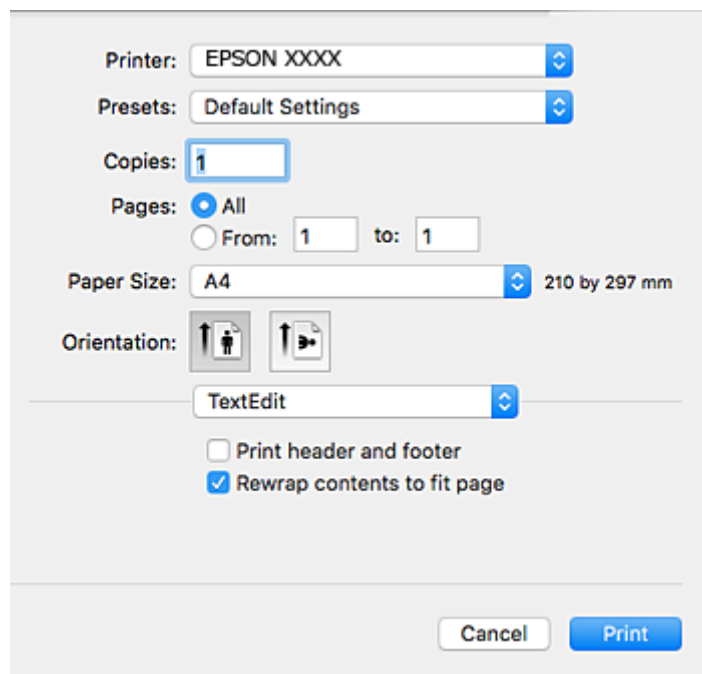 Printer: EPSON XXXX
Presets: Default Settings
Copies: 1
Pages: All
From: 1 to: 1
Paper Size: A4 210 by 297 mm
Orientation:
TextEdit
Print header and footer
Rewrap contents to fit page
Cancel Print